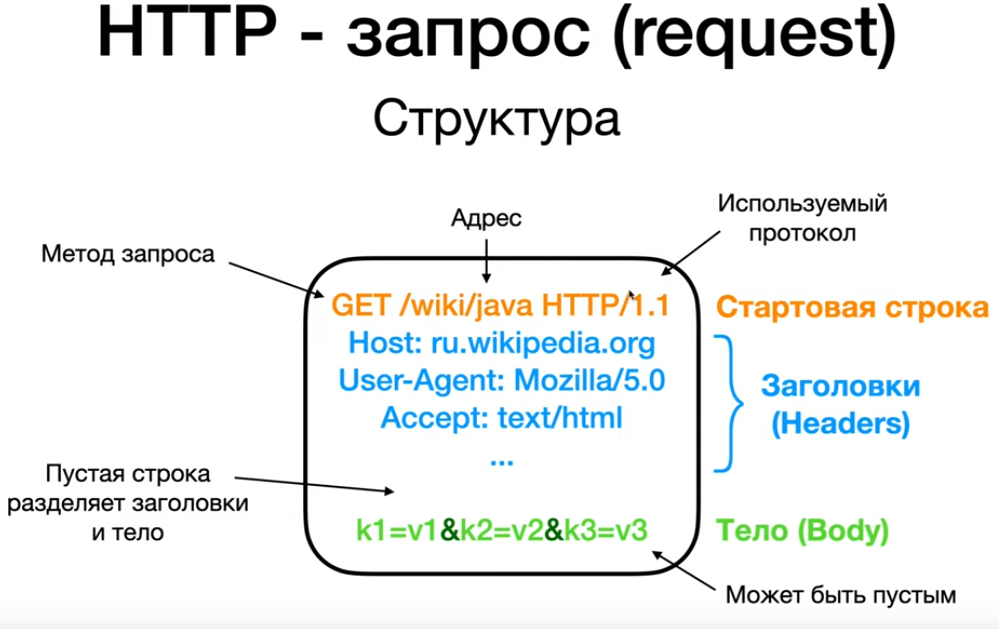 HTTP - запрос (request)
Структура
Адрес
Используемый
протокол
Метод запроса
GET /wiki/java HTTP/1.1
Стартовая строка
Host: ru.wikipedia.org
User-Agent: Mozilla/5.0
Accept: text/html
...
Заголовки
(Headers)
Пустая строка
разделяет заголовки
и тело
k1=v1&k2=v2&k3=v3
Тело (Body)
Может быть пустым